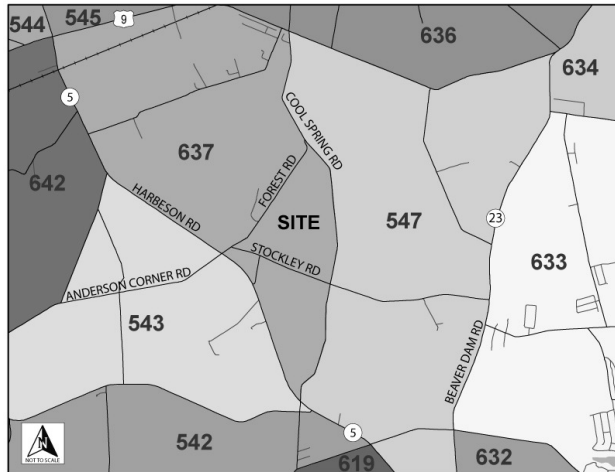 544
545
9
636
634
5
COOL SPRING RD
637
FOREST RD
642
HARBESON RD
SITE
547
23
STOCKLEY RD
633
ANDERSON CORNER RD
543
BEAVER DAM RD
N
NOT TO SCALE
542
5
619
632